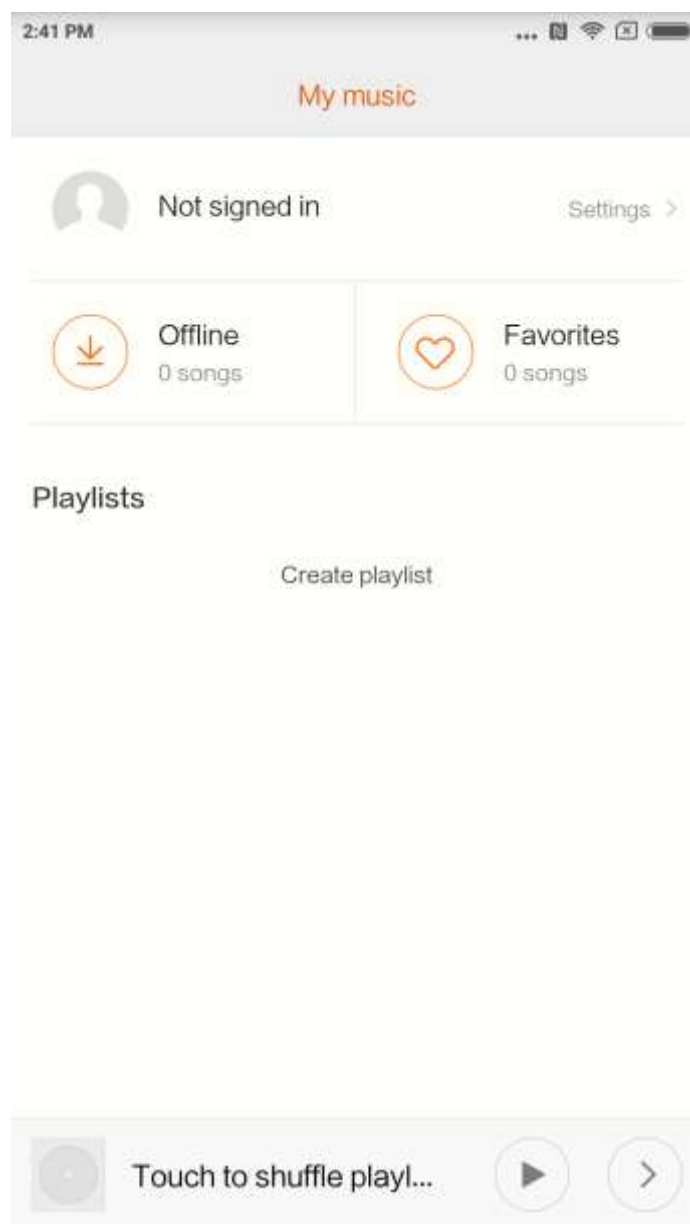 2:41 PM
My music
Not signed in
Settings
Offline
0 songs
Favorites
0 songs
Playlists
Create playlist
Touch to shuffle playl...